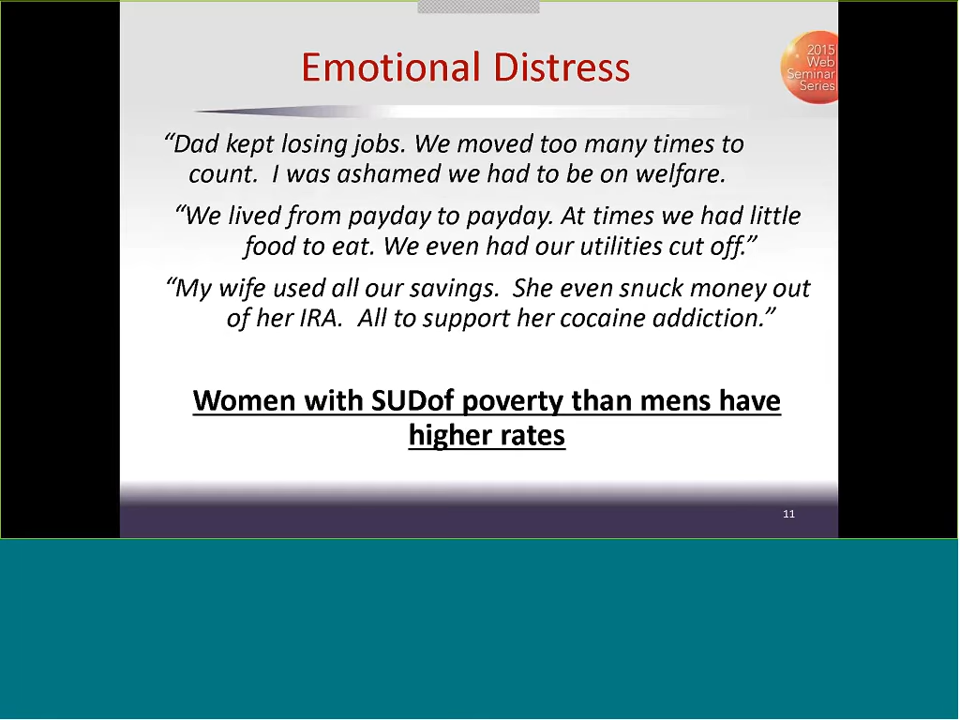 Emotional Distress
2015
Web
Seminar
Series
“Dad kept losing jobs. We moved too many times to
count.  I was ashamed we had to be on welfare.
“We lived from payday to payday. At times we had little
food to eat. We even had our utilities cut off.”
“My wife used all our savings.  She even snuck money out
of her IRA.  All to support her cocaine addiction.”
Women with SUDof poverty than mens have
higher rates
11